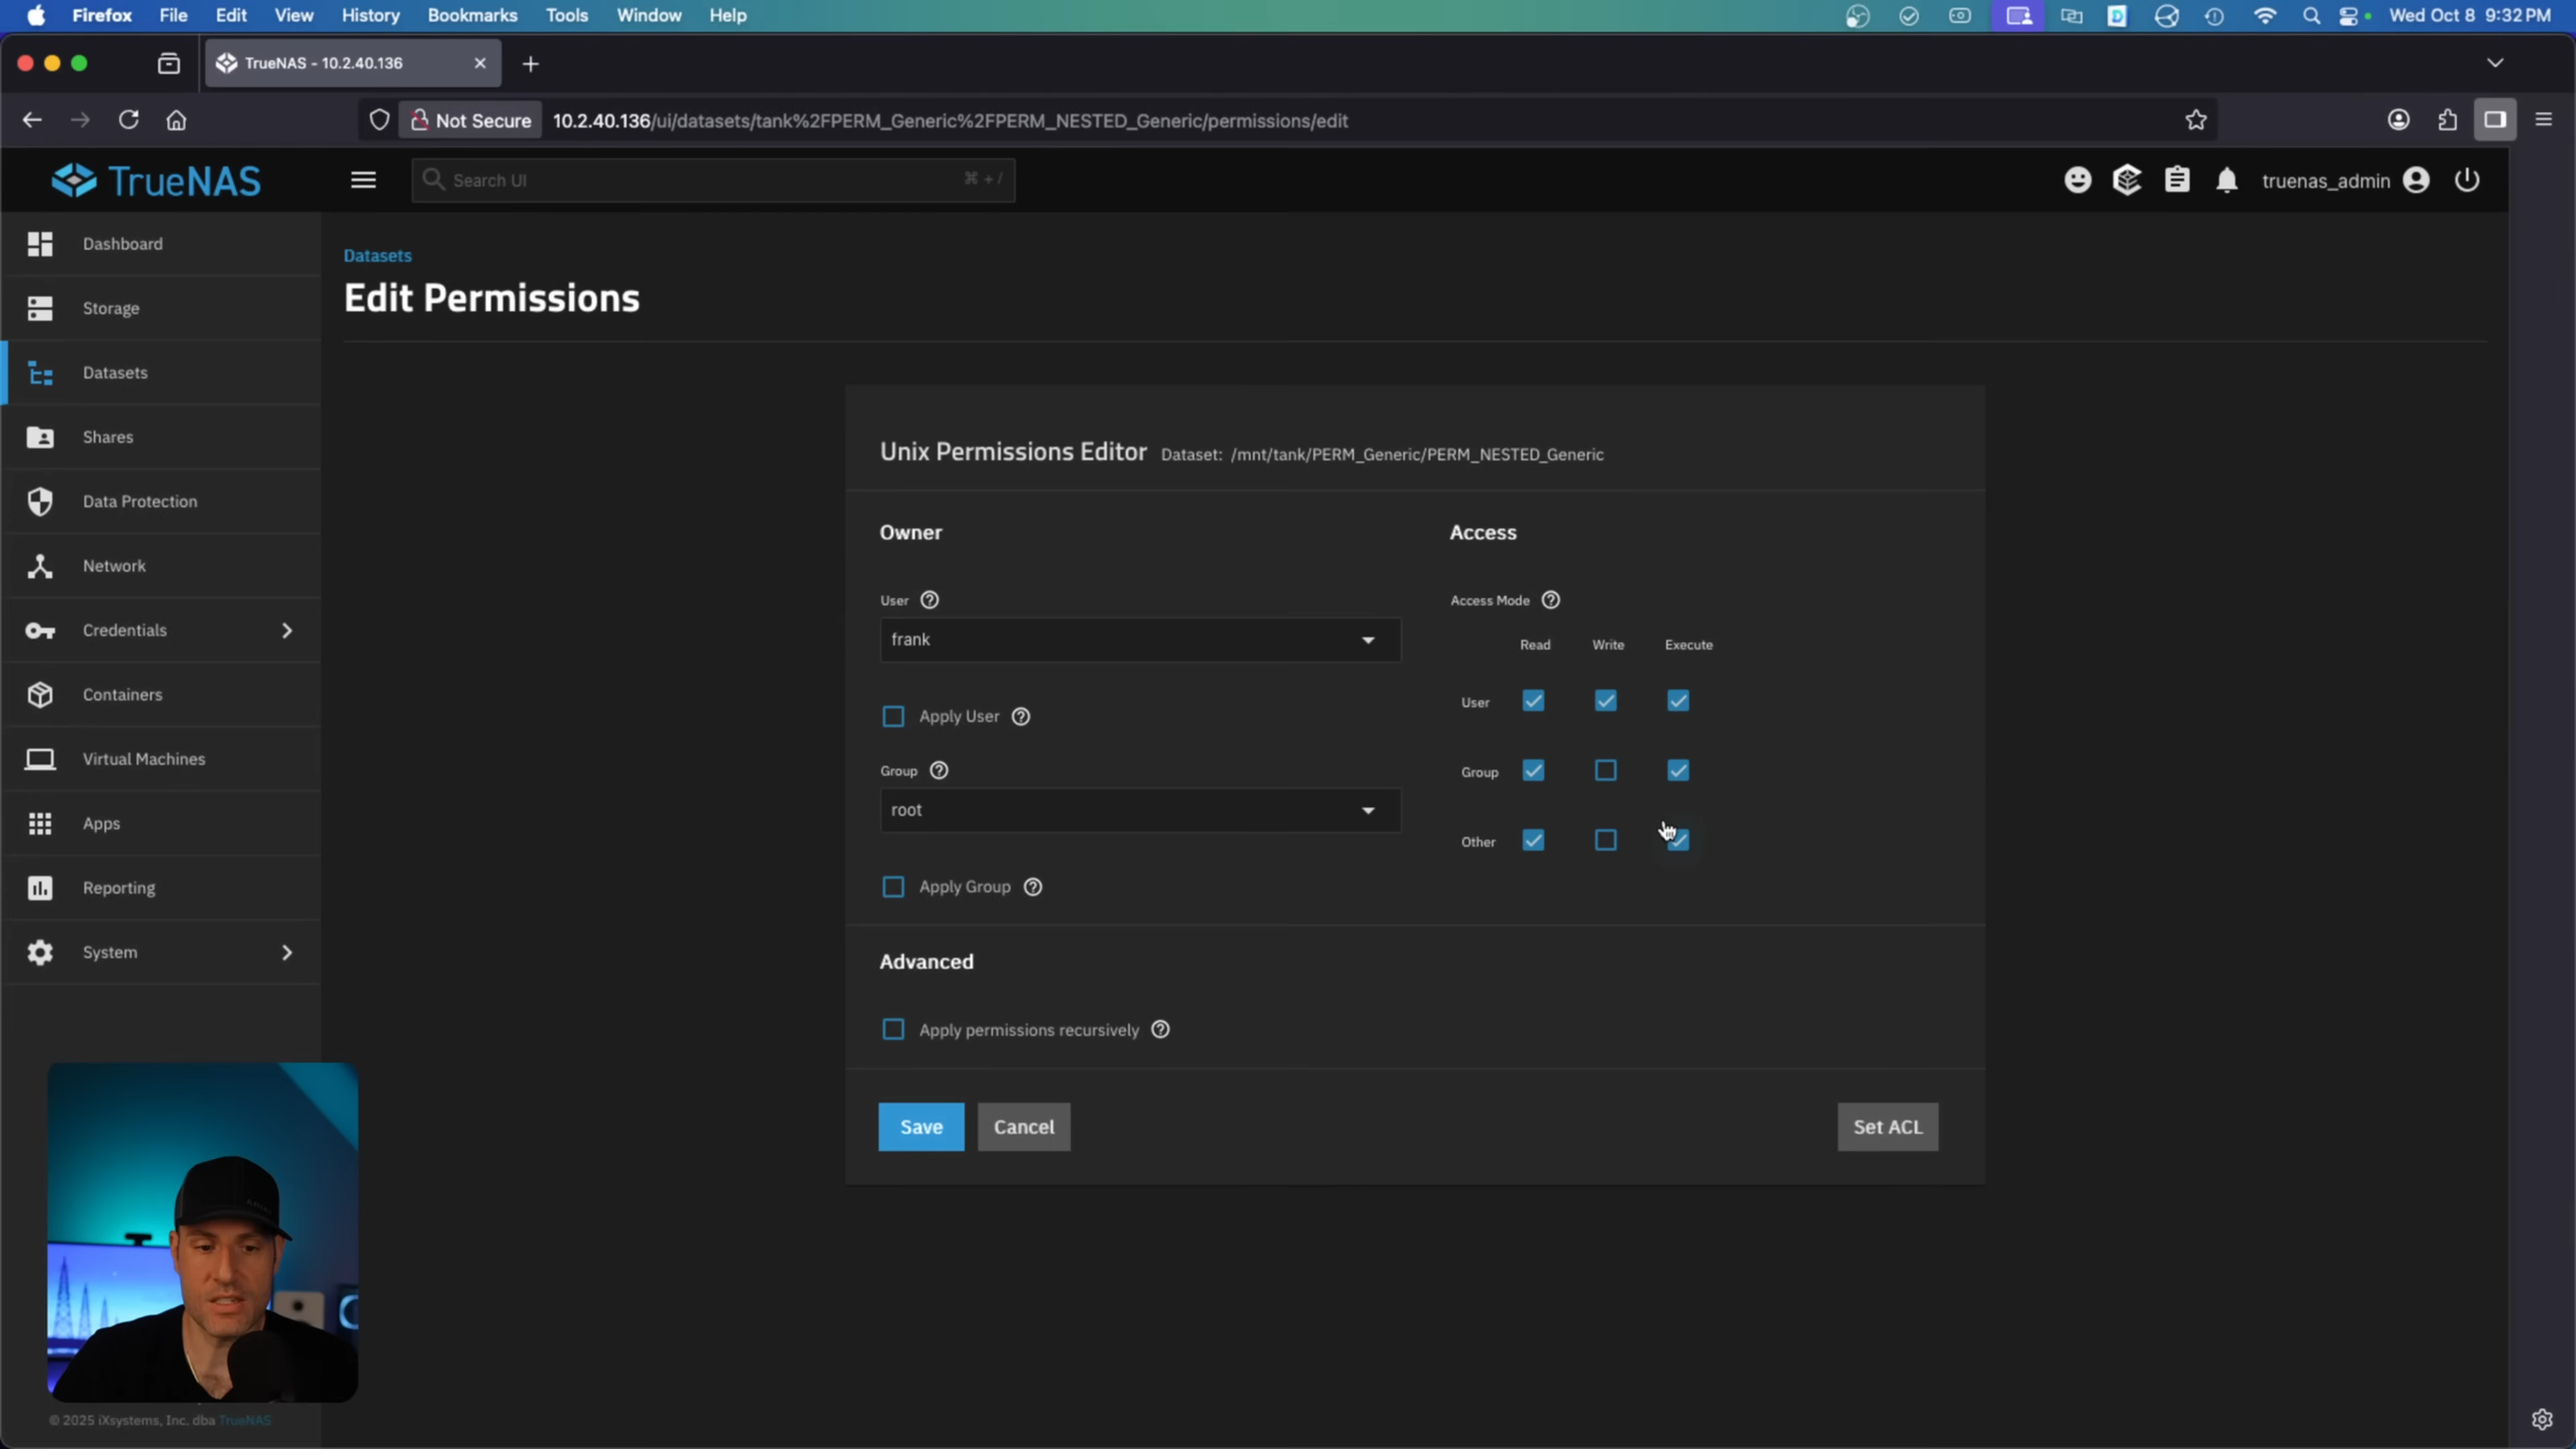 Firefox File Edit View History Bookmarks Tools Window Help Wed Oct 8 9:32 PM
TrueNAS - 10.2.40.136
Not Secure 10.2.40.136/ui/datasets/tank%2FPERM_Generic%2FPERM_NESTED_Generic/permissions/edit
TrueNAS Search UI ⌘ + / truenas_admin
Dashboard
Storage
Datasets
Shares
Data Protection
Network
Credentials
Containers
Virtual Machines
Apps
Reporting
System
© 2025 iXsystems, Inc. dba TrueNAS
Datasets
Edit Permissions
Unix Permissions Editor Dataset: /mnt/tank/PERM_Generic/PERM_NESTED_Generic
Owner
User
frank
Apply User
Group
root
Apply Group
Access
Access Mode
Read Write Execute
User
Group
Other
Advanced
Apply permissions recursively
Save Cancel Set ACL